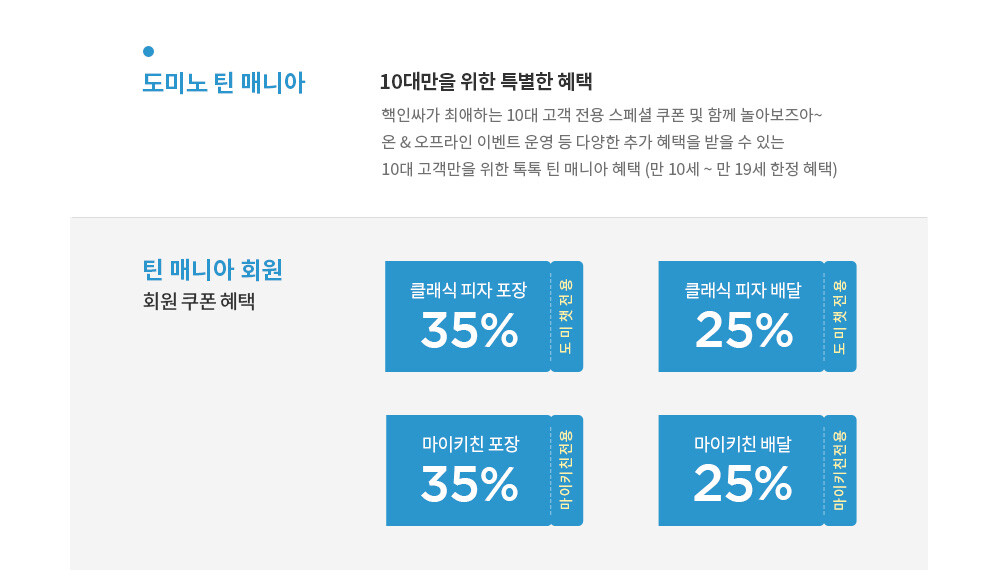 도미노 틴 매니아
10대만을 위한 특별한 혜택
핵인싸가 최애하는 10대 고객 전용 스페셜 쿠폰 및 함께 놀아보즈아~
온 & 오프라인 이벤트 운영 등 다양한 추가 혜택을 받을 수 있는
10대 고객만을 위한 톡톡 틴 매니아 혜택 (만 10세 ~ 만 19세 한정 혜택)
틴 매니아 회원
회원 쿠폰 혜택
클래식 피자 포장
35%
도미챗전용
클래식 피자 배달
25%
도미챗전용
마이키친 포장
35%
마이키친전용
마이키친 배달
25%
마이키친전용